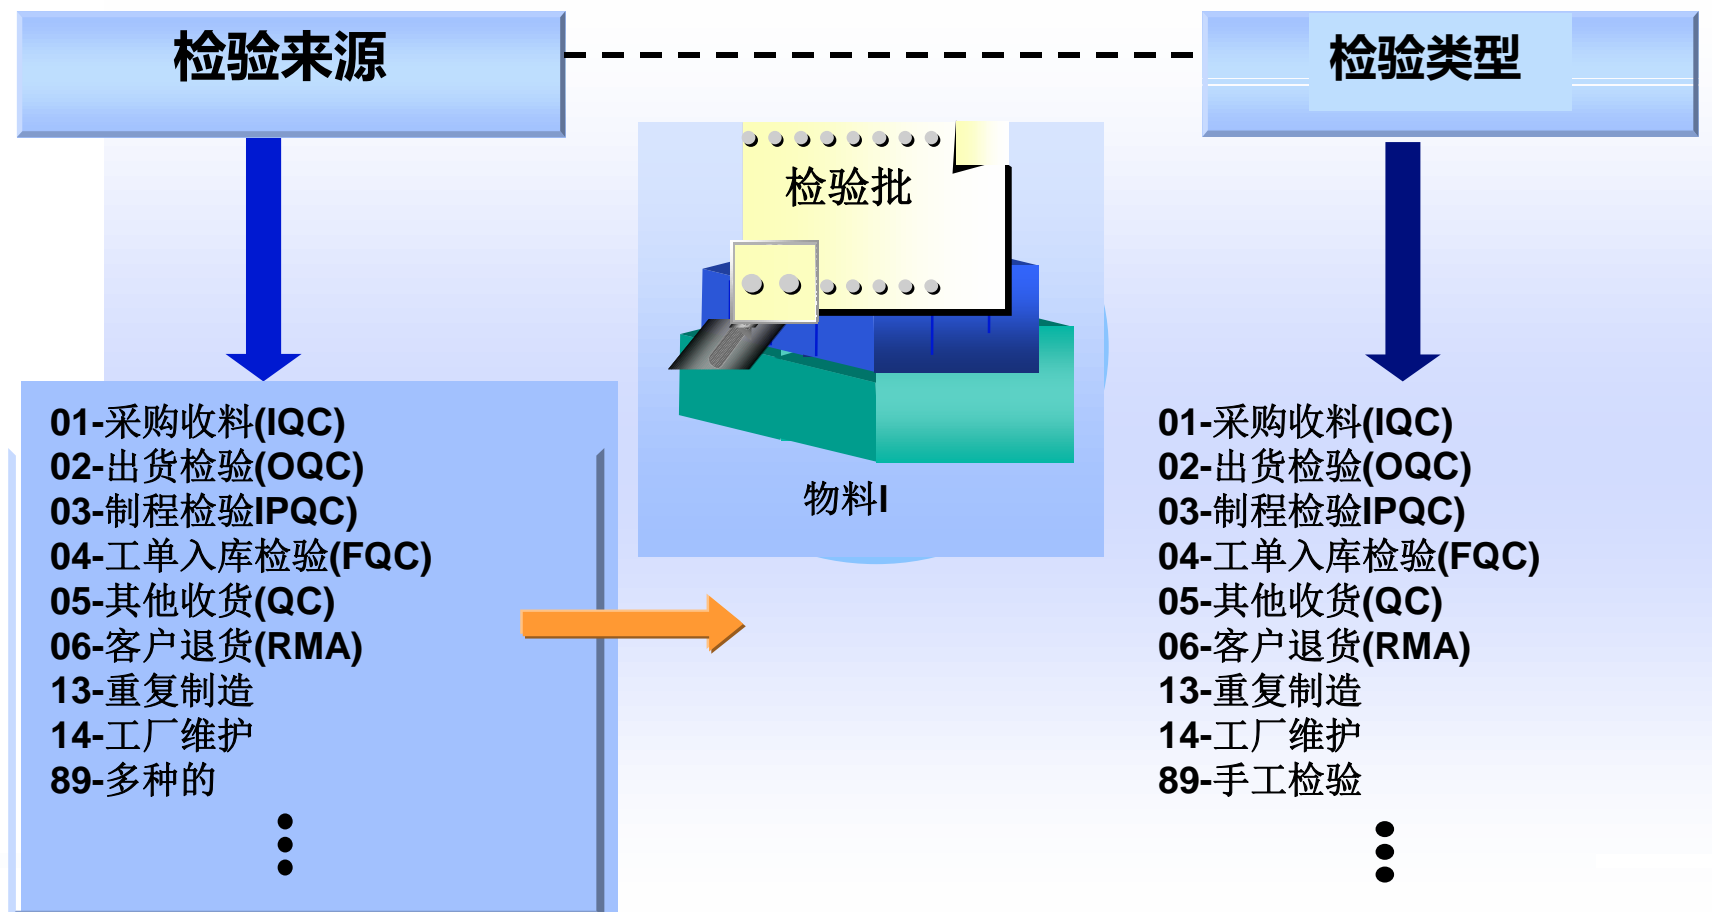 检验来源
检验类型
检验批
物料I
01-采购收料(IQC)
02-出货检验(OQC)
03-制程检验IPQC)
04-工单入库检验(FQC)
05-其他收货(QC)
06-客户退货(RMA)
13-重复制造
14-工厂维护
89-多种的
01-采购收料(IQC)
02-出货检验(OQC)
03-制程检验IPQC)
04-工单入库检验(FQC)
05-其他收货(QC)
06-客户退货(RMA)
13-重复制造
14-工厂维护
89-手工检验